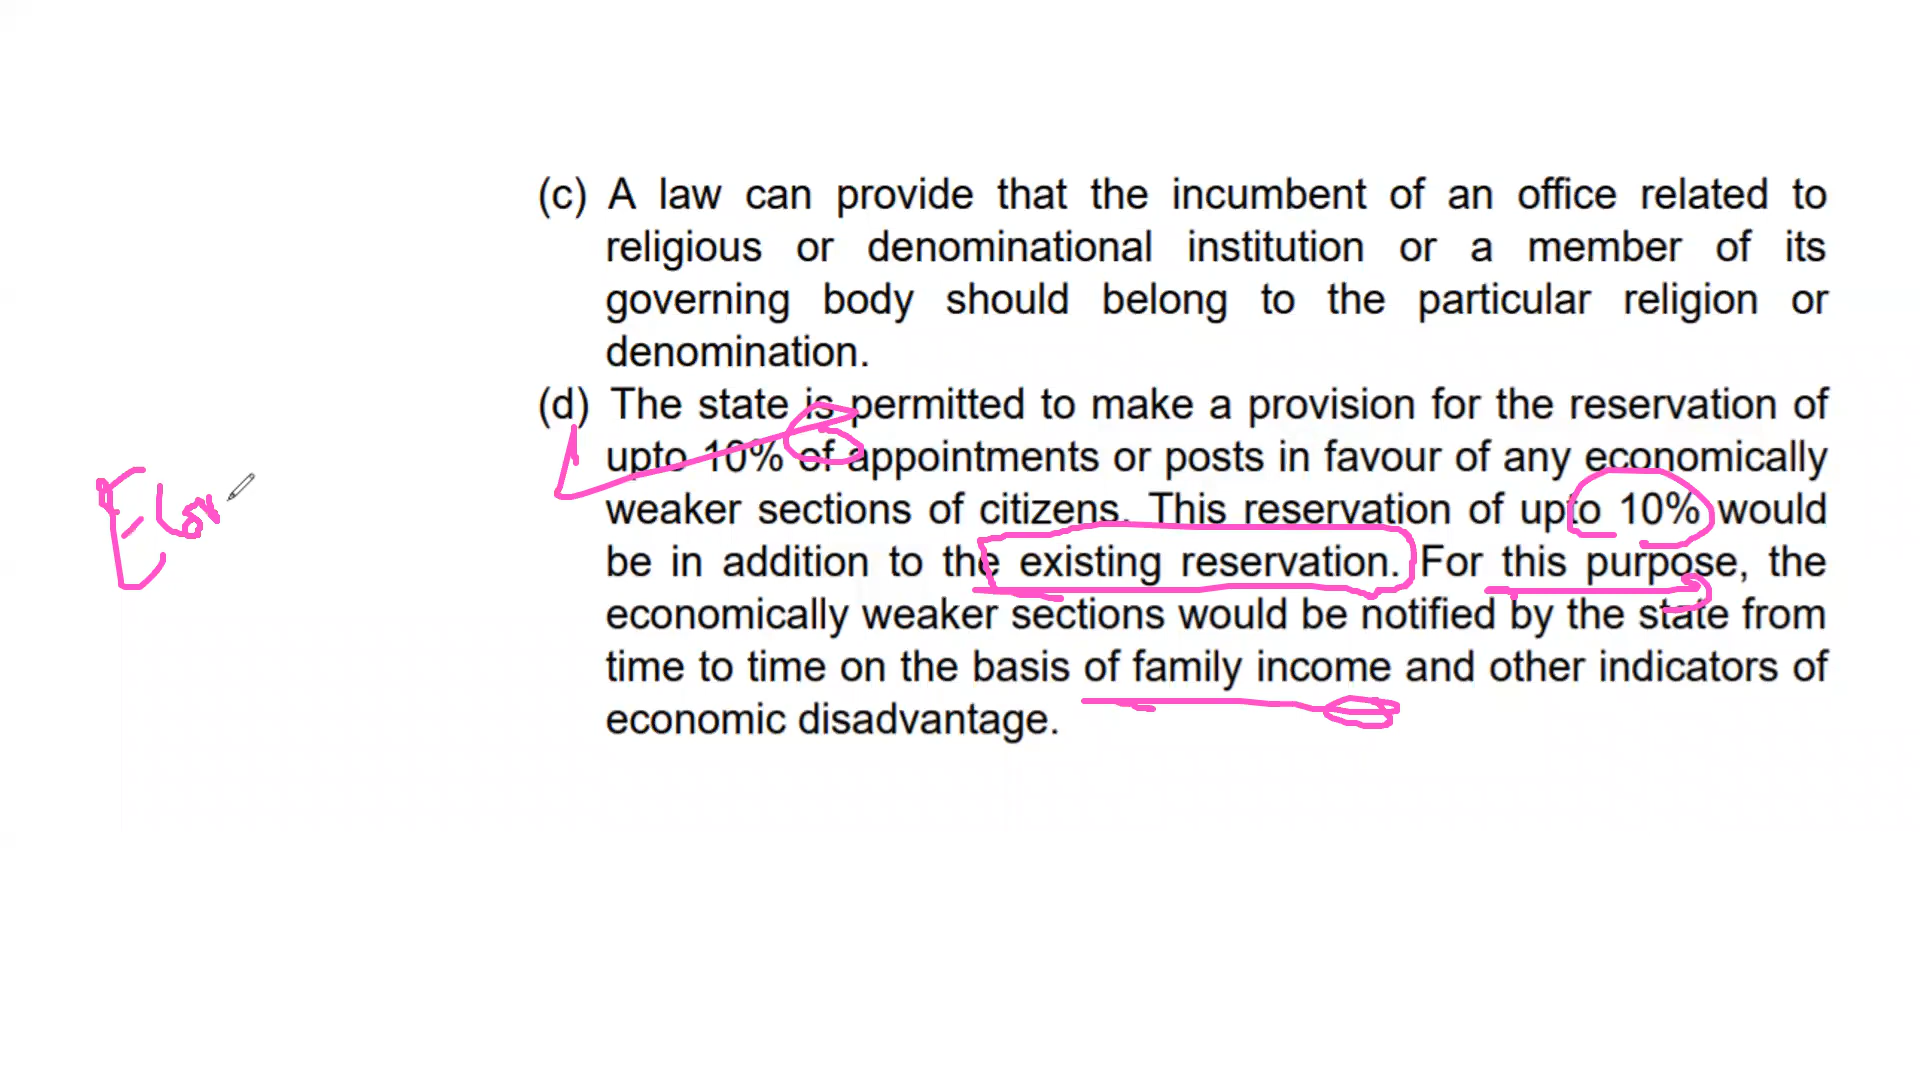 (c) A law can provide that the incumbent of an office related to
religious or denominational institution or a member of its
governing body should belong to the particular religion or
denomination.
(d) The state is permitted to make a provision for the reservation of
upto 10% of appointments or posts in favour of any economically
weaker sections of citizens. This reservation of upto 10% would
be in addition to the existing reservation. For this purpose, the
economically weaker sections would be notified by the state from
time to time on the basis of family income and other indicators of
economic disadvantage.